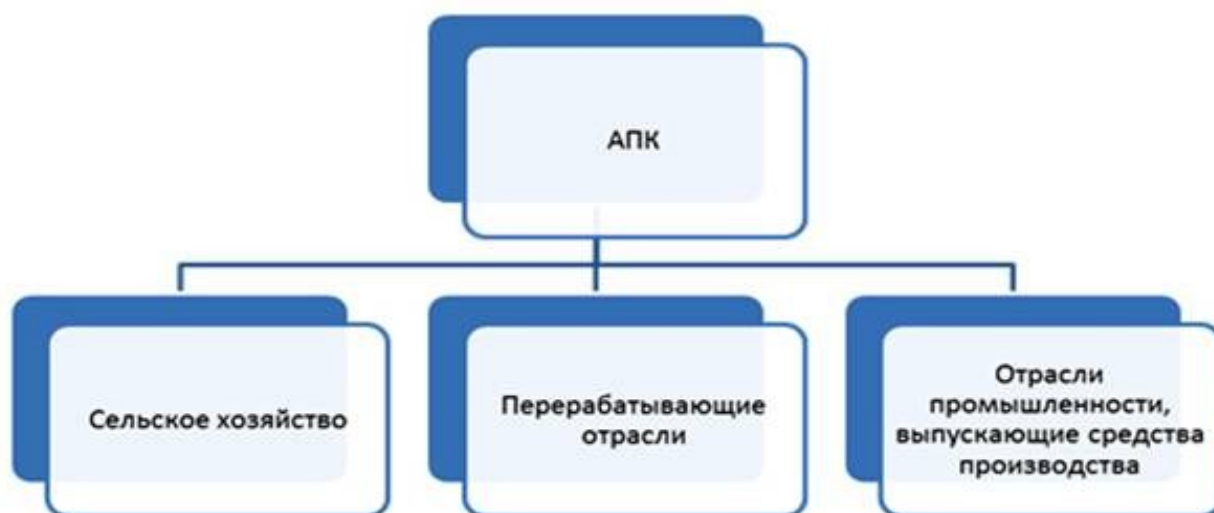 АПК
Сельское хозяйство
Перерабатывающие
отрасли
Отрасли
промышленности,
выпускающие средства
производства